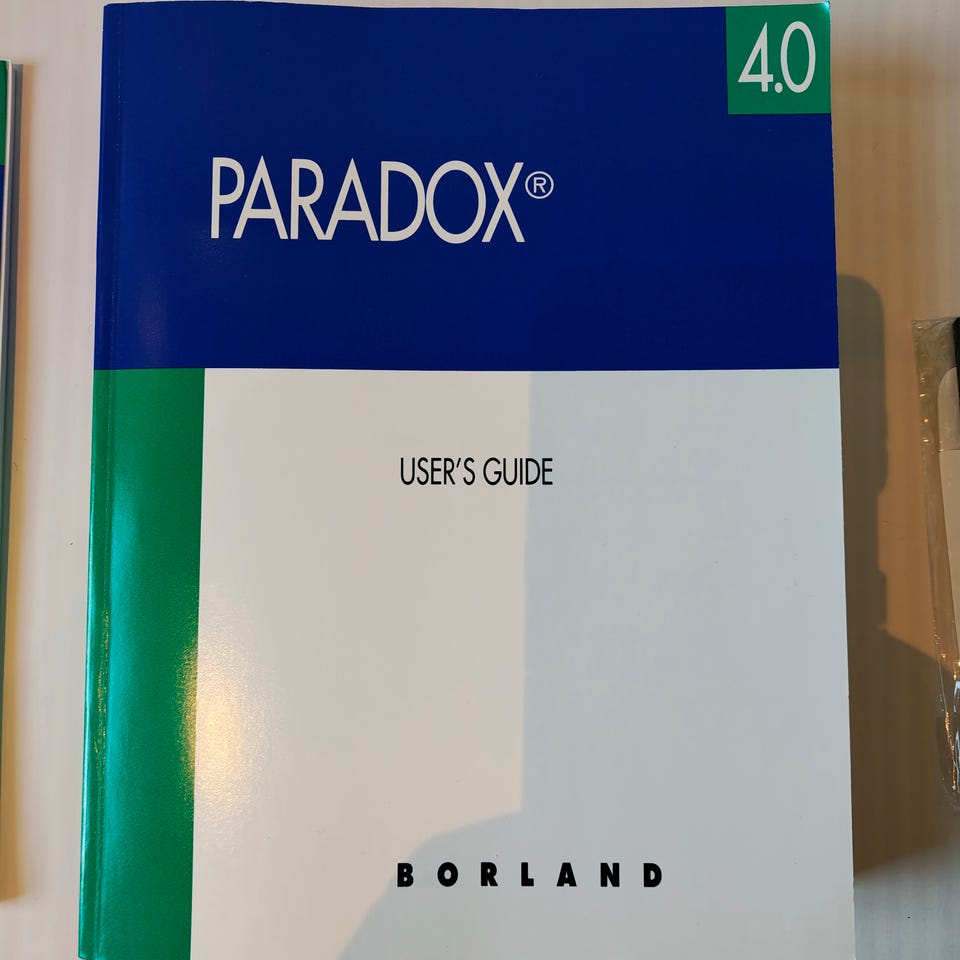 4.0
PARADOX®
USER'S GUIDE
BORLAND